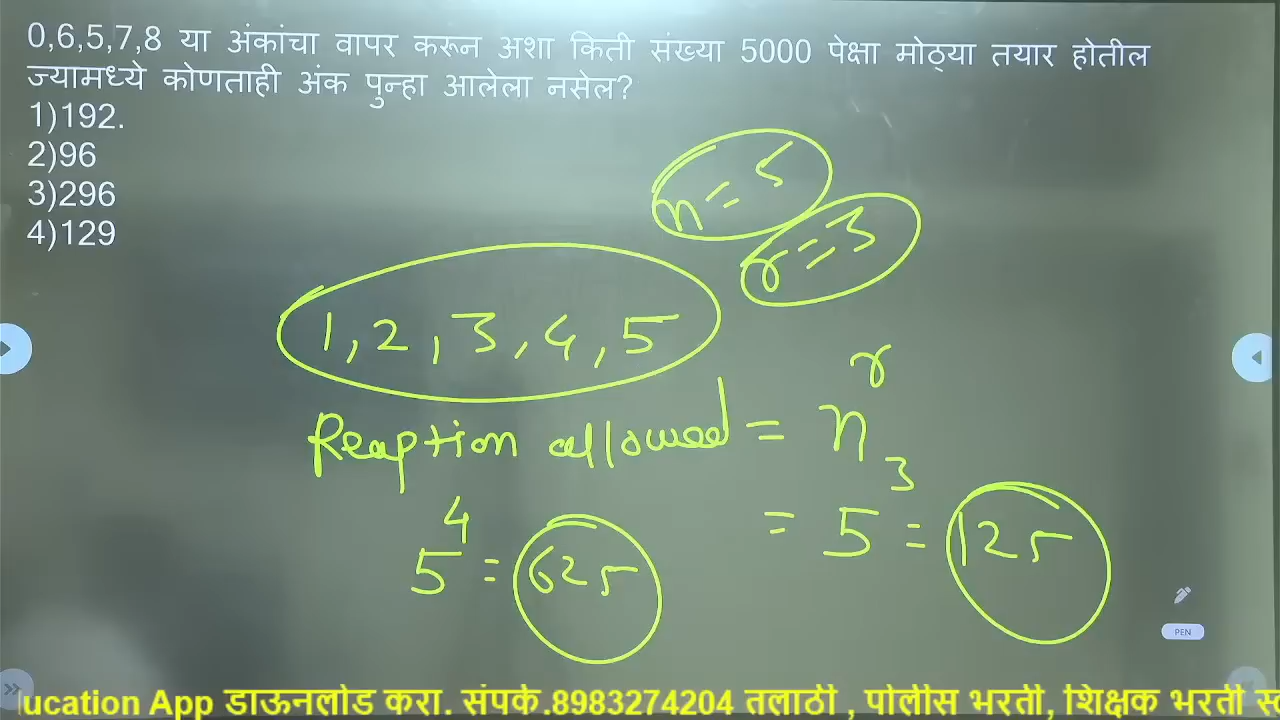 0,6,5,7,8 या अंकांचा वापर करून अशा किती संख्या 5000 पेक्षा मोठ्या तयार होतील
ज्यामध्ये कोणताही अंक पुन्हा आलेला नसेल?
1)192.
2)96
3)296
4)129
n = 5
r = 3
1, 2, 3, 4, 5
Reaption allowed = n^r
= 5^3 = 125
5^4 = 625
PEN
ucation App डाऊनलोड करा. संपर्क.8983274204 तलाठी , पोलीस भरती, शिक्षक भरती